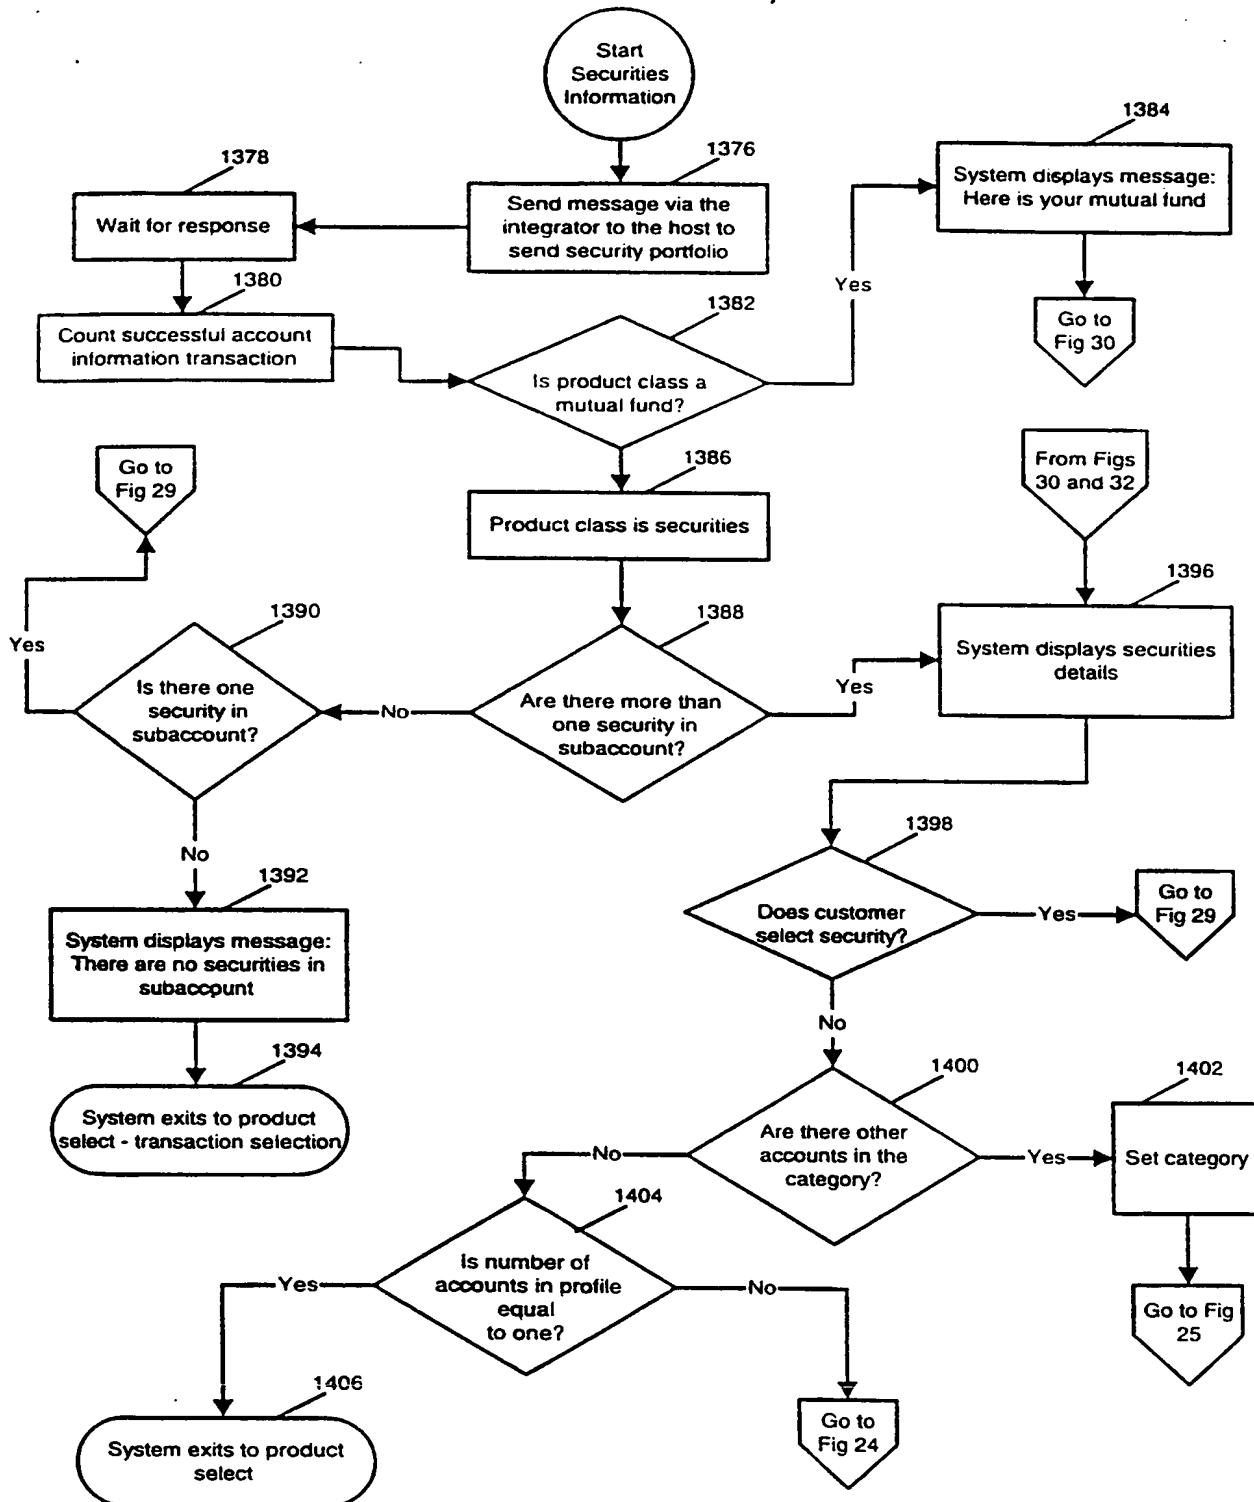 Start
Securities
Information
1384
1378
1376
System displays message:
Here is your mutual fund
Send message via the
integrator to the host to
send security portfolio
Wait for response
1380
Yes
1382
Count successful account
information transaction
Go to
Fig 30
Is product class a
mutual fund?
Go to
Fig 29
1386
From Figs
30 and 32
Product class is securities
1396
1390
1388
Yes
System displays securities
details
Is there one
security in
subaccount?
No
Are there more than
one security in
subaccount?
Yes
1398
No
1392
Does customer
select security?
Yes
Go to
Fig 29
System displays message:
There are no securities in
subaccount
No
1394
1400
1402
System exits to product
select - transaction selection
Are there other
accounts in the
category?
No
Yes
Set category
1404
Is number of
accounts in profile
equal
to one?
Yes
No
Go to Fig
25
1406
System exits to product
select
Go to
Fig 24